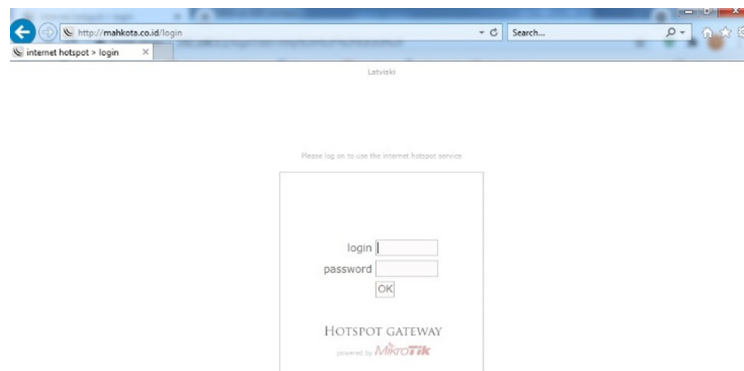 http://mahkota.co.id/login
Search...
internet hotspot > login
Latviski
Please log on to use the internet hotspot service
login
password
OK
HOTSPOT GATEWAY
powered by MikroTik